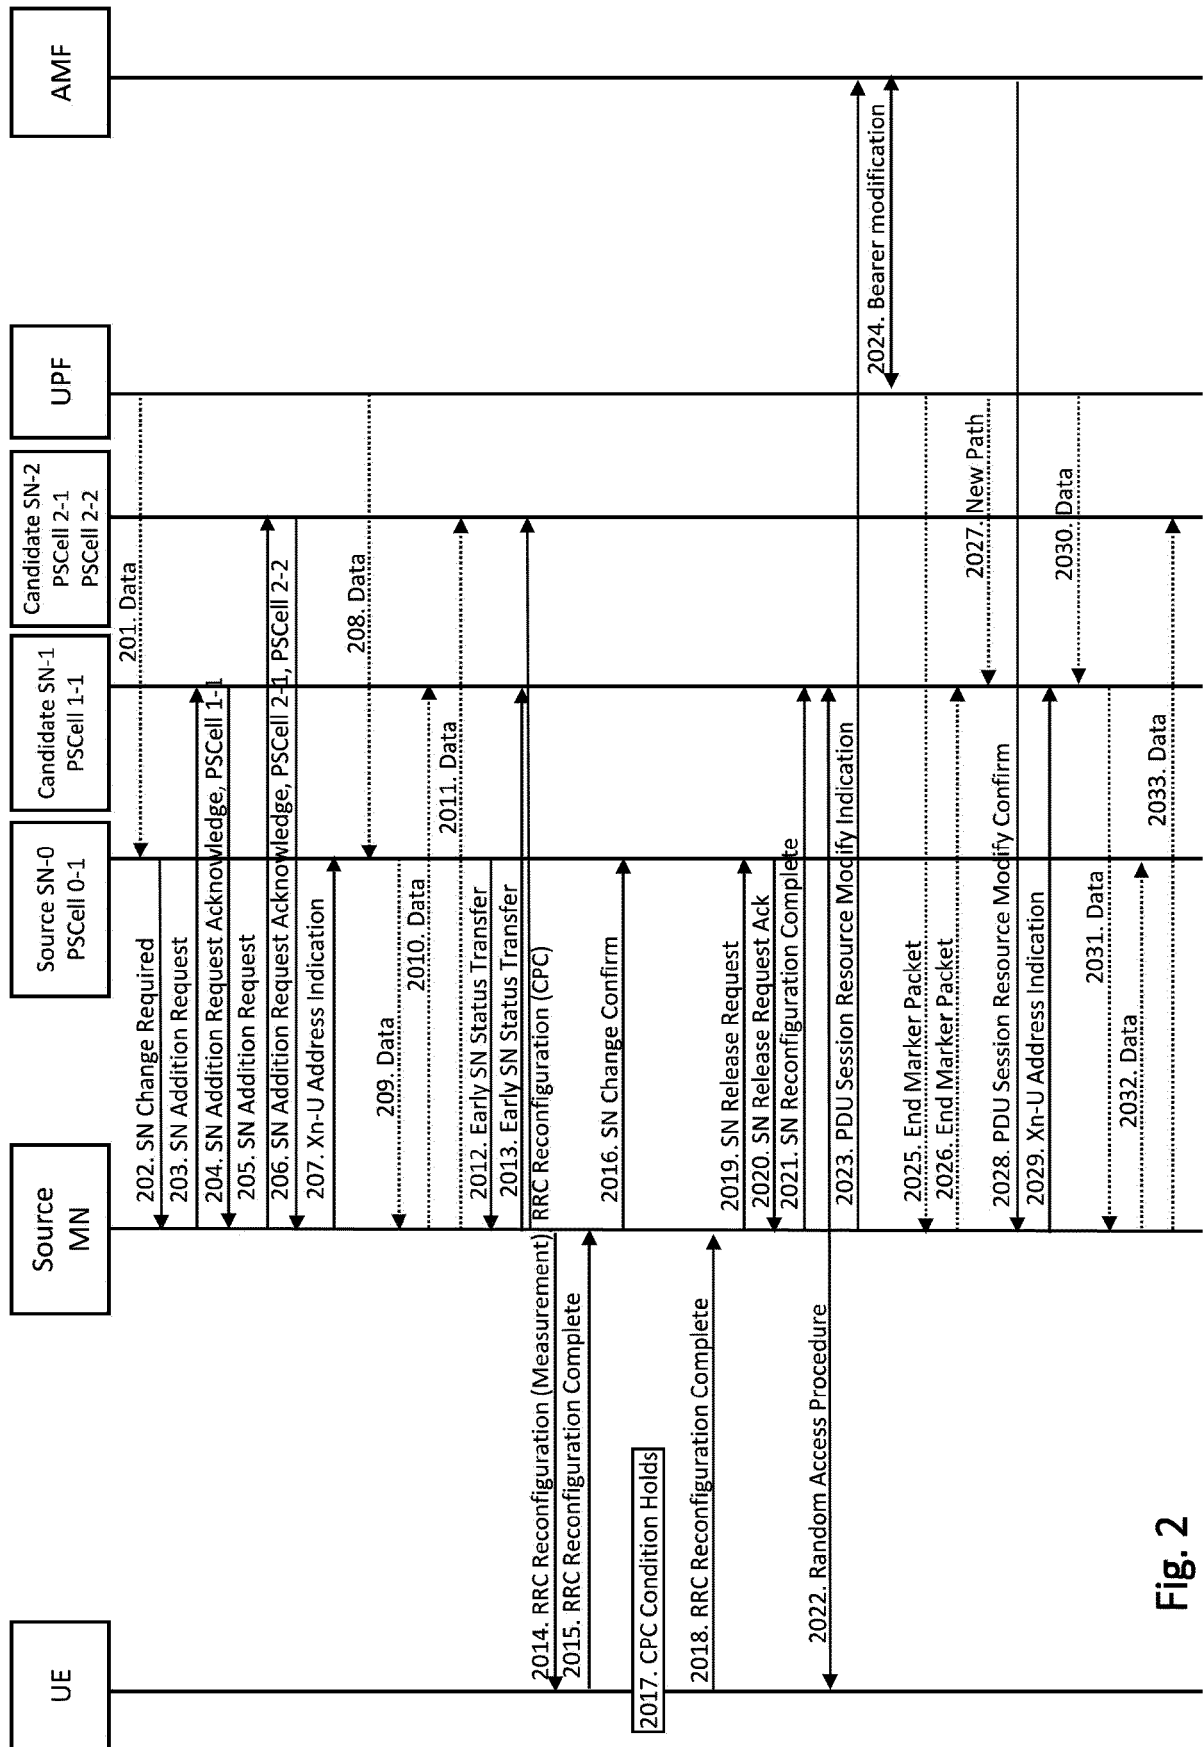 UE
Source
MN
Source SN-0
PSCell 0-1
Candidate SN-1
PSCell 1-1
Candidate SN-2
PSCell 2-1
PSCell 2-2
UPF
AMF
201. Data
202. SN Change Required
203. SN Addition Request
204. SN Addition Request Acknowledge, PSCell 1-1
205. SN Addition Request
206. SN Addition Request Acknowledge, PSCell 2-1, PSCell 2-2
207. Xn-U Address Indication
208. Data
209. Data
2010. Data
2011. Data
2012. Early SN Status Transfer
2013. Early SN Status Transfer
2014. RRC Reconfiguration (Measurement) RRC Reconfiguration (CPC)
2015. RRC Reconfiguration Complete
2016. SN Change Confirm
2017. CPC Condition Holds
2018. RRC Reconfiguration Complete
2019. SN Release Request
2020. SN Release Request Ack
2021. SN Reconfiguration Complete
2022. Random Access Procedure
2023. PDU Session Resource Modify Indication
2024. Bearer modification
2025. End Marker Packet
2026. End Marker Packet
2027. New Path
2028. PDU Session Resource Modify Confirm
2029. Xn-U Address Indication
2030. Data
2031. Data
2032. Data
2033. Data
Fig. 2